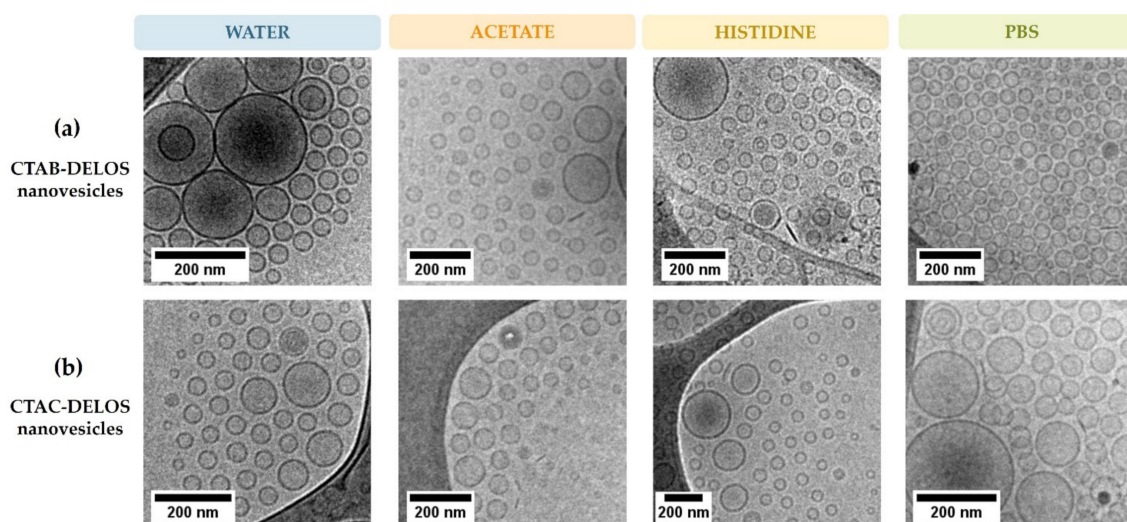 WATER
ACETATE
HISTIDINE
PBS
(a)
CTAB-DELOS
nanovesicles
200 nm
200 nm
200 nm
200 nm
(b)
CTAC-DELOS
nanovesicles
200 nm
200 nm
200 nm
200 nm